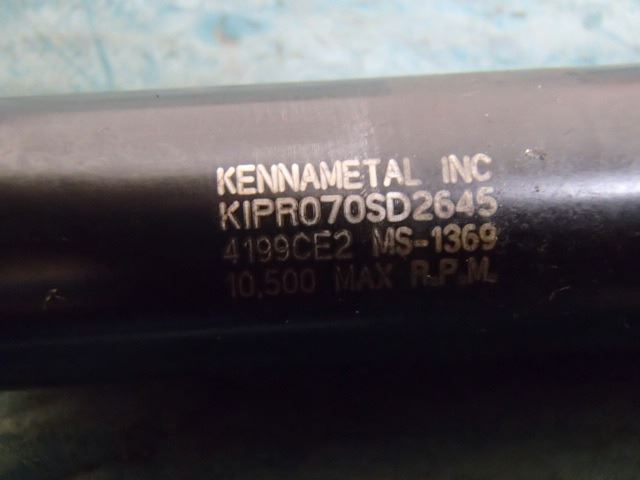 KENNAMETAL INC
KIPR070SD2645
4199CE2 MS-1369
10,500 MAX R.P.M.